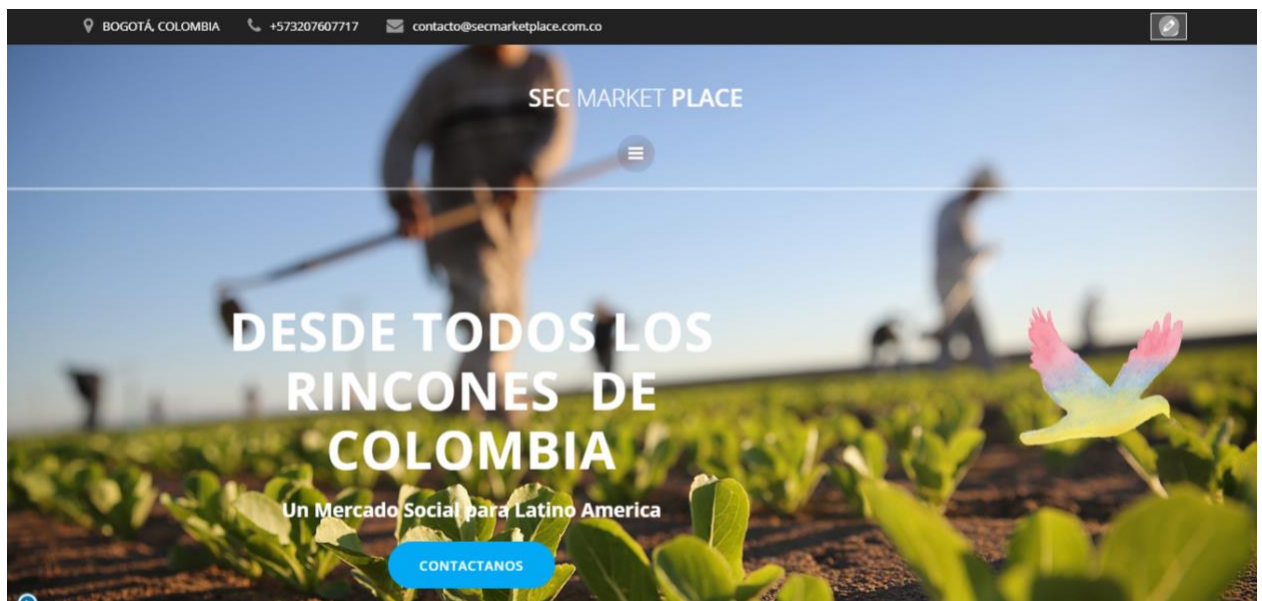 BOGOTÁ, COLOMBIA +573207607717 contacto@secmarketplace.com.co
SEC MARKET PLACE
DESDE TODOS LOS
RINCONES DE
COLOMBIA
Un Mercado Social para Latino America
CONTACTANOS